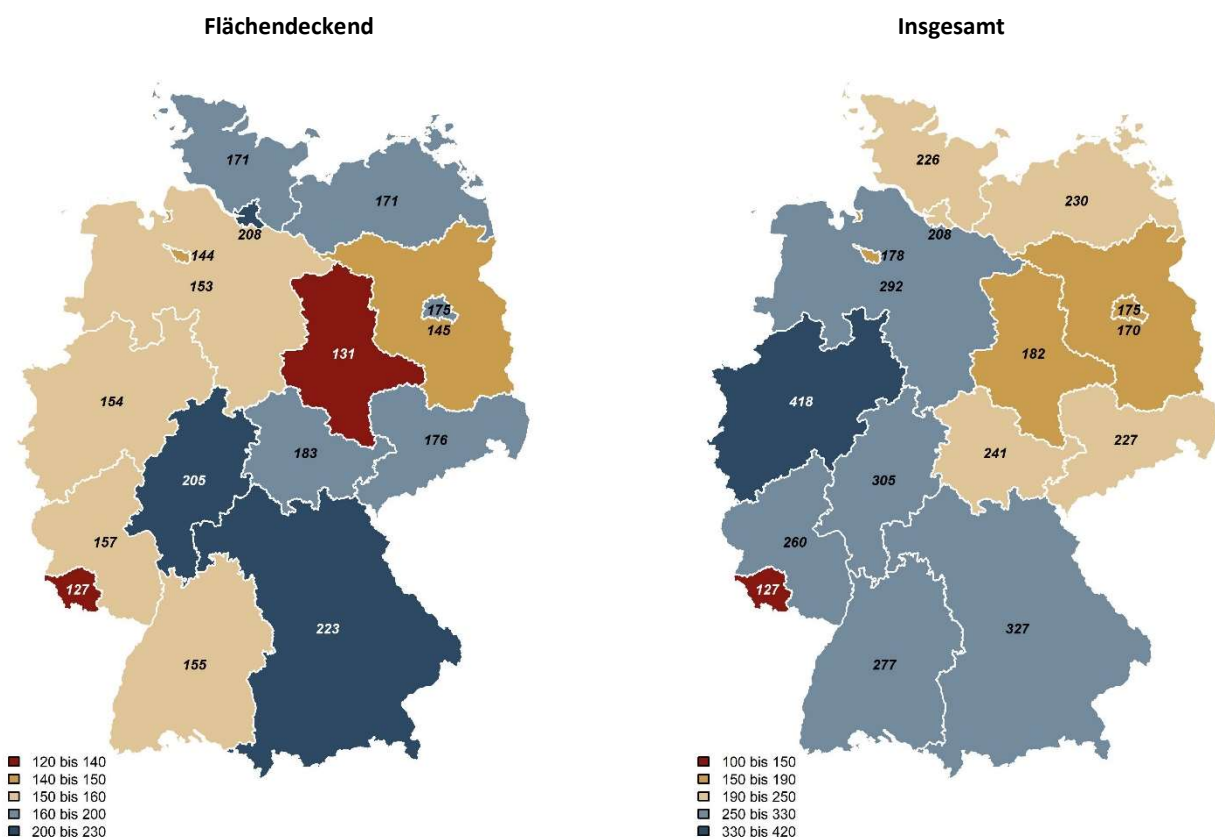 Flächendeckend
171
171
208
144
153
175
145
131
154
183
176
205
157
127
223
155
120 bis 140
140 bis 150
150 bis 160
160 bis 200
200 bis 230
Insgesamt
226
230
208
178
292
175
170
182
418
241
227
305
260
127
327
277
100 bis 150
150 bis 190
190 bis 250
250 bis 330
330 bis 420